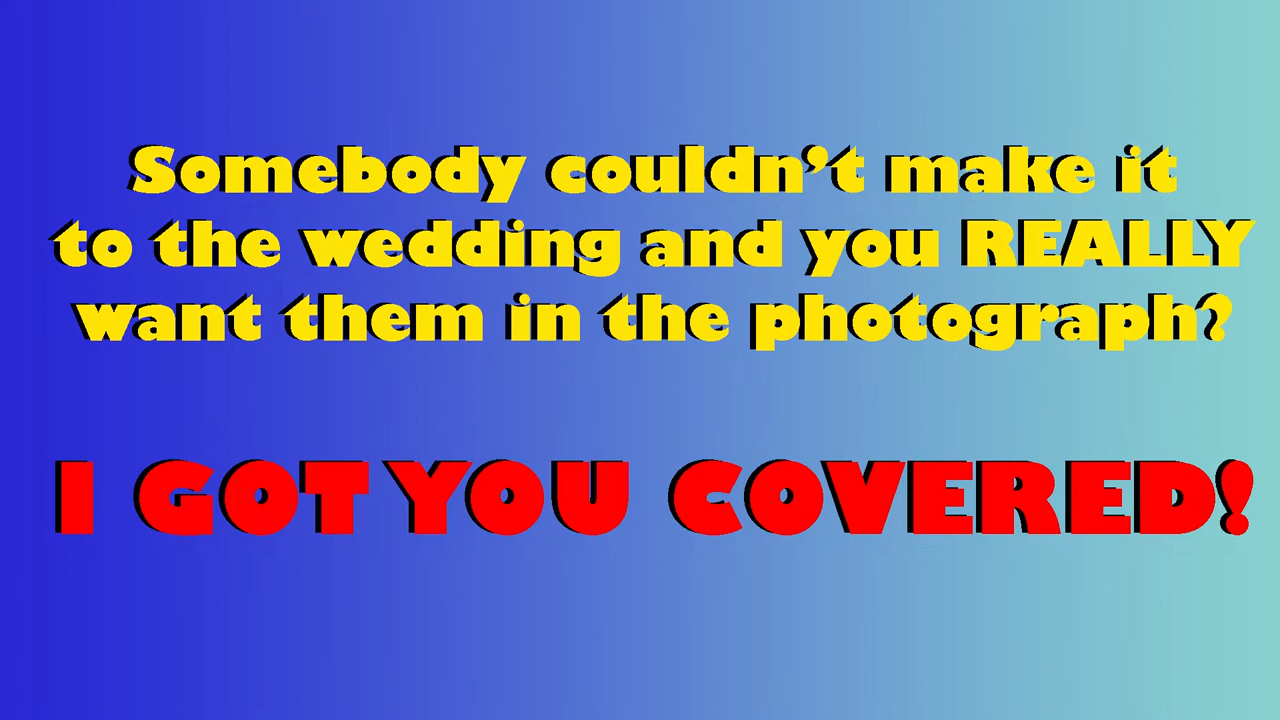 Somebody couldn’t make it
to the wedding and you REALLY
want them in the photograph?
I GOT YOU COVERED!